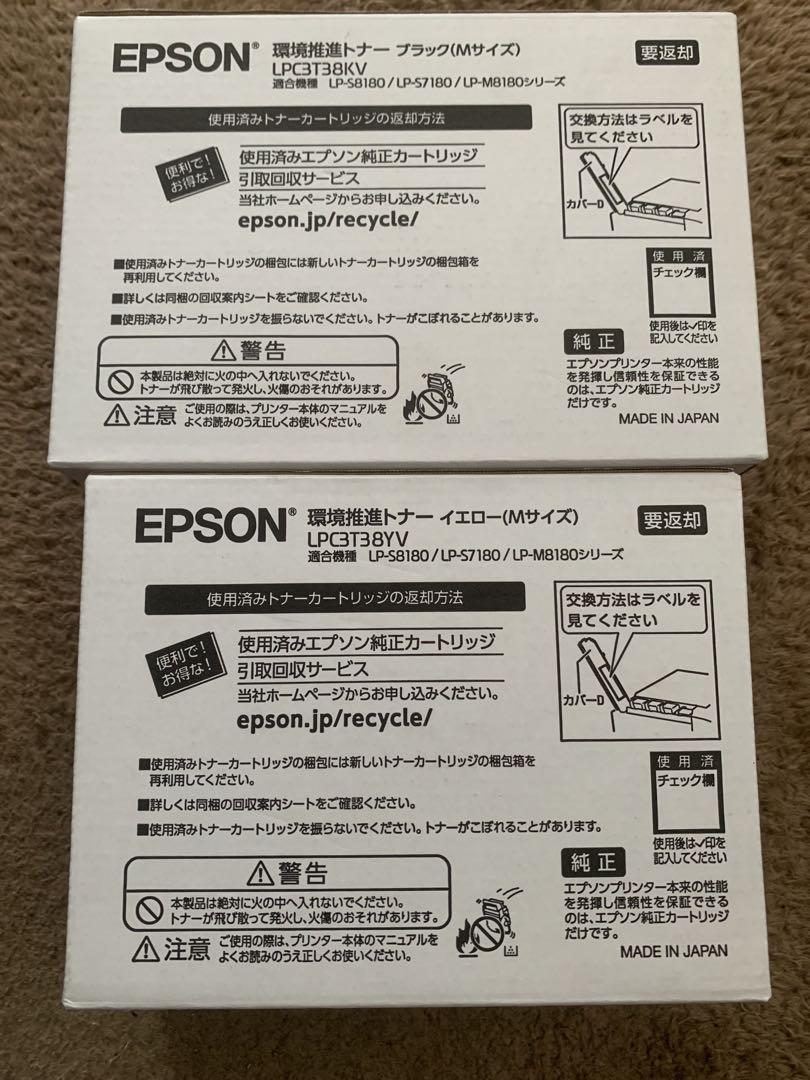 EPSON® 環境推進トナー ブラック(Mサイズ)
LPC3T38KV
適合機種 LP-S8180/LP-S7180/LP-M8180シリーズ
要返却
使用済みトナーカートリッジの返却方法
便利で!
お得な!
使用済みエプソン純正カートリッジ
引取回収サービス
当社ホームページからお申し込みください。
epson.jp/recycle/
交換方法はラベルを
見てください
カバーD
■使用済みトナーカートリッジの梱包には新しいトナーカートリッジの梱包箱を
再利用してください。
■詳しくは同梱の回収案内シートをご確認ください。
■使用済みトナーカートリッジを振らないでください。トナーがこぼれることがあります。
使用済
チェック欄
使用後は✓印を
記入してください
⚠警告
本製品は絶対に火の中へ入れないでください。
トナーが飛び散って発火し、火傷のおそれがあります。
⚠注意 ご使用の際は、プリンター本体のマニュアルを
よくお読みのうえ正しくお使いください。
純正
エプソンプリンター本来の性能
を発揮し信頼性を保証できる
のは、エプソン純正カートリッジ
だけです。
MADE IN JAPAN
EPSON® 環境推進トナー イエロー(Mサイズ)
LPC3T38YV
適合機種 LP-S8180/LP-S7180/LP-M8180シリーズ
要返却
使用済みトナーカートリッジの返却方法
便利で!
お得な!
使用済みエプソン純正カートリッジ
引取回収サービス
当社ホームページからお申し込みください。
epson.jp/recycle/
交換方法はラベルを
見てください
カバーD
■使用済みトナーカートリッジの梱包には新しいトナーカートリッジの梱包箱を
再利用してください。
■詳しくは同梱の回収案内シートをご確認ください。
■使用済みトナーカートリッジを振らないでください。トナーがこぼれることがあります。
使用済
チェック欄
使用後は✓印を
記入してください
⚠警告
本製品は絶対に火の中へ入れないでください。
トナーが飛び散って発火し、火傷のおそれがあります。
⚠注意 ご使用の際は、プリンター本体のマニュアルを
よくお読みのうえ正しくお使いください。
純正
エプソンプリンター本来の性能
を発揮し信頼性を保証できる
のは、エプソン純正カートリッジ
だけです。
MADE IN JAPAN